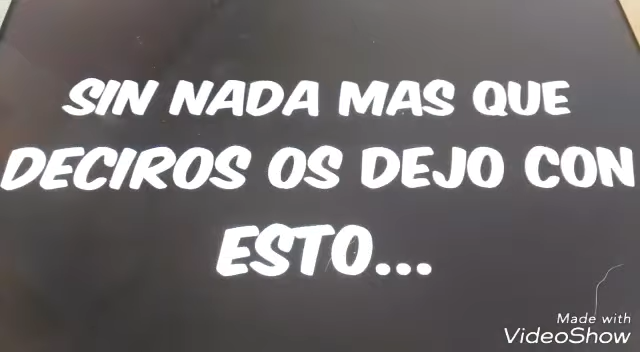 SIN NADA MAS QUE
DECIROS OS DEJO CON
ESTO...
Made with
VideoShow